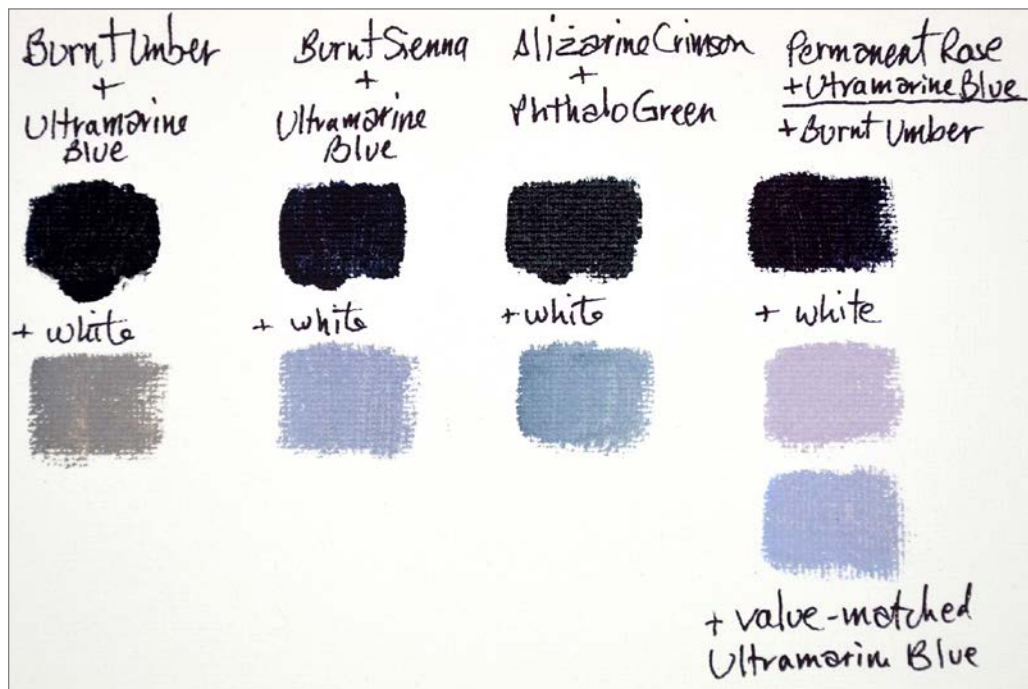 Burnt Umber
+
Ultramarine
Blue
+ white
Burnt Sienna
+
Ultramarine
Blue
+ white
Alizarine Crimson
+
Phthalo Green
+ white
Permanent Rose
+ Utramarine Blue
+ Burnt Umber
+ white
+ value-matched
Ultramarine Blue